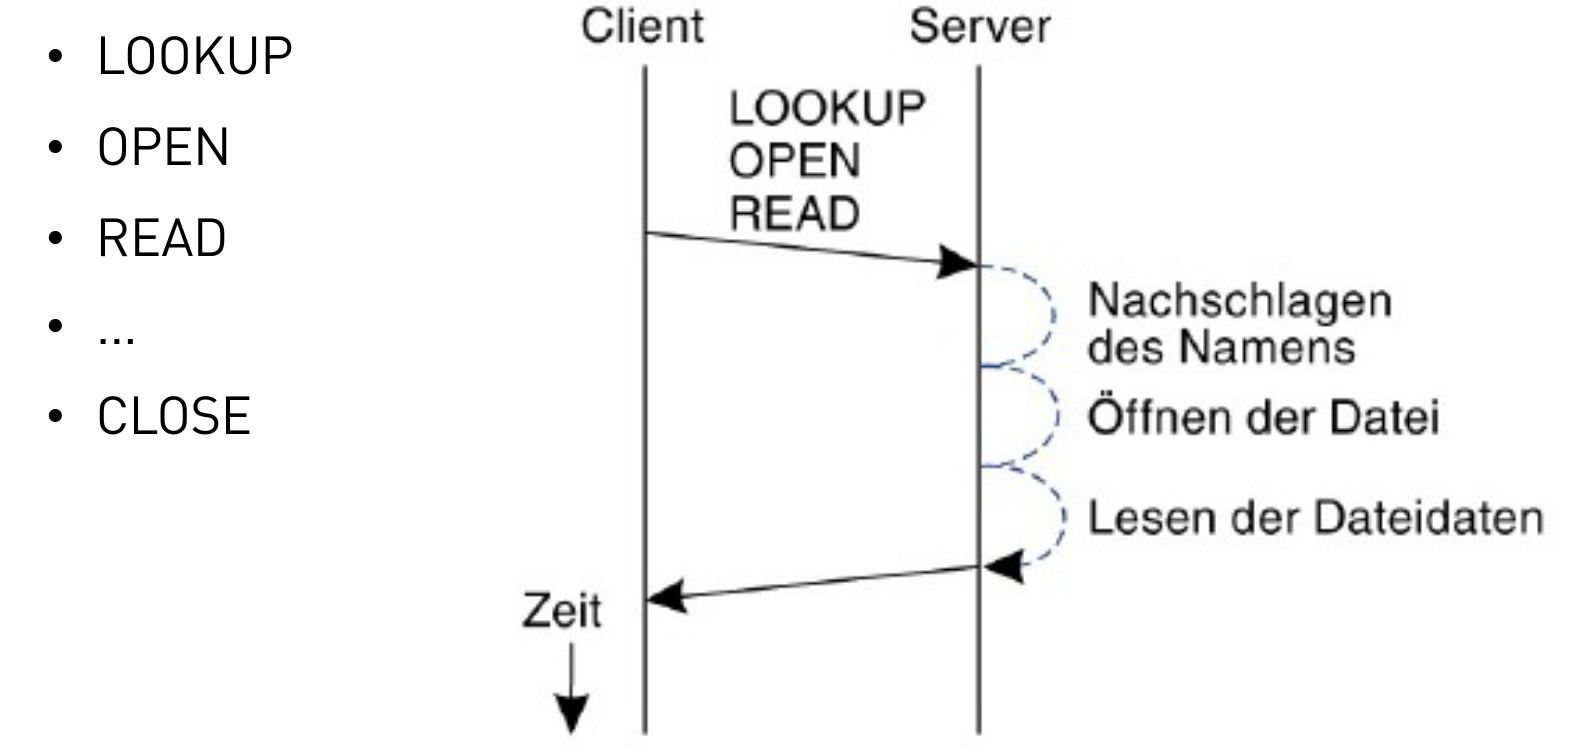 • LOOKUP
• OPEN
• READ
• ...
• CLOSE
Client
Server
LOOKUP
OPEN
READ
Nachschlagen
des Namens
Öffnen der Datei
Lesen der Dateidaten
Zeit